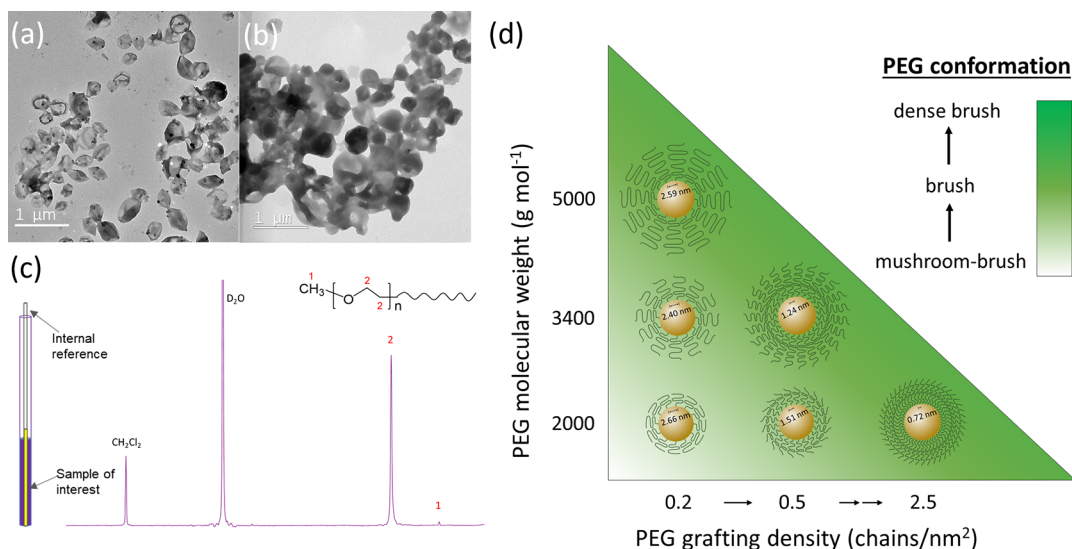 (a)
1 µm
(b)
1 µm
(c)
Internal
reference
Sample of
interest
CH₂Cl₂
D₂O
1
CH₃
O
2
2
n
2
1
(d)
PEG conformation
dense brush
brush
mushroom-brush
PEG molecular weight (g mol⁻¹)
5000
3400
2000
2.59 nm
2.40 nm
1.24 nm
2.66 nm
1.51 nm
0.72 nm
0.2
0.5
2.5
PEG grafting density (chains/nm²)